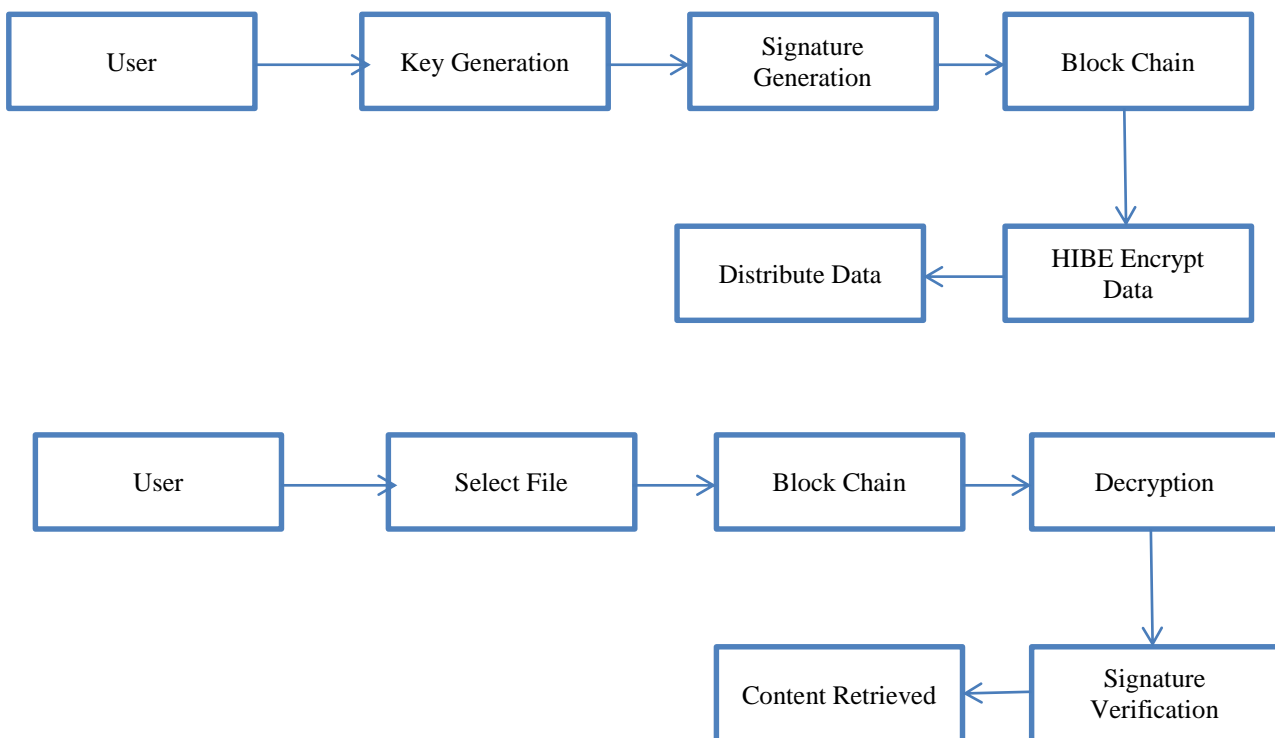 User
Key Generation
Signature
Generation
Block Chain
Distribute Data
HIBE Encrypt
Data
User
Select File
Block Chain
Decryption
Content Retrieved
Signature
Verification